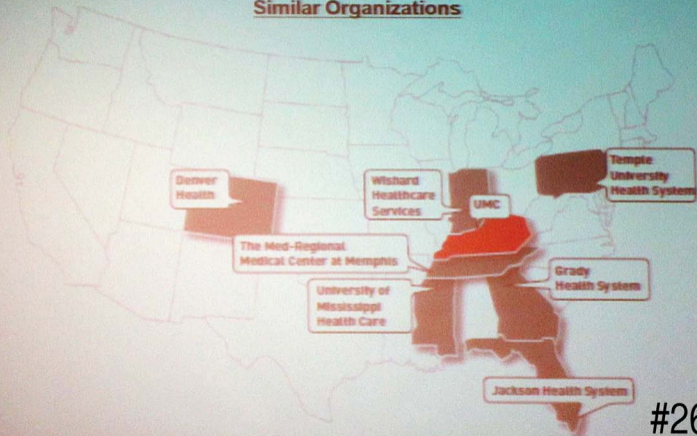 Similar Organizations
Denver
Health
Wishard
Healthcare
Services
UMC
Temple
University
Health System
The Med-Regional
Medical Center at Memphis
University of
Mississippi
Health Care
Grady
Health System
Jackson Health System
#26